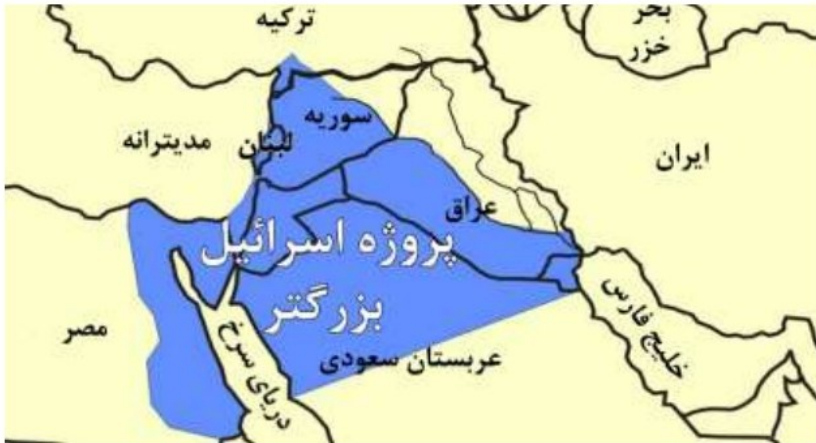 ترکیه
بحر
خزر
سوریه
لبنان
مدیترانه
ایران
عراق
پروژه اسرائیل
بزرگتر
خلیج فارس
مصر
عربستان سعودی
دریای سرخ